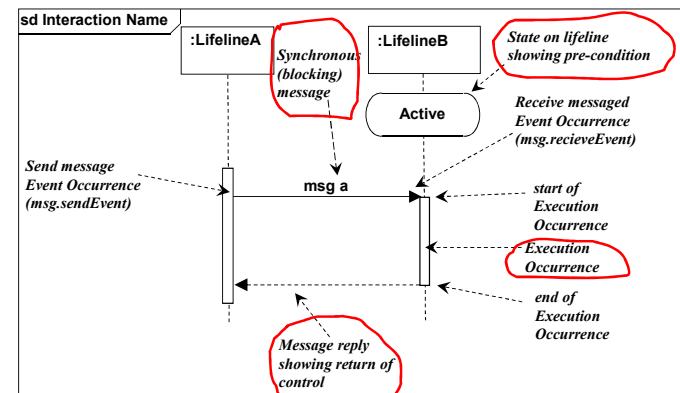 sd Interaction Name
:LifelineA
Synchronous
(blocking)
message
:LifelineB
State on lifeline
showing pre-condition
Active
Receive messaged
Event Occurrence
(msg.recieveEvent)
Send message
Event Occurrence
(msg.sendEvent)
msg a
start of
Execution
Occurrence
Execution
Occurrence
end of
Execution
Occurrence
Message reply
showing return of
control